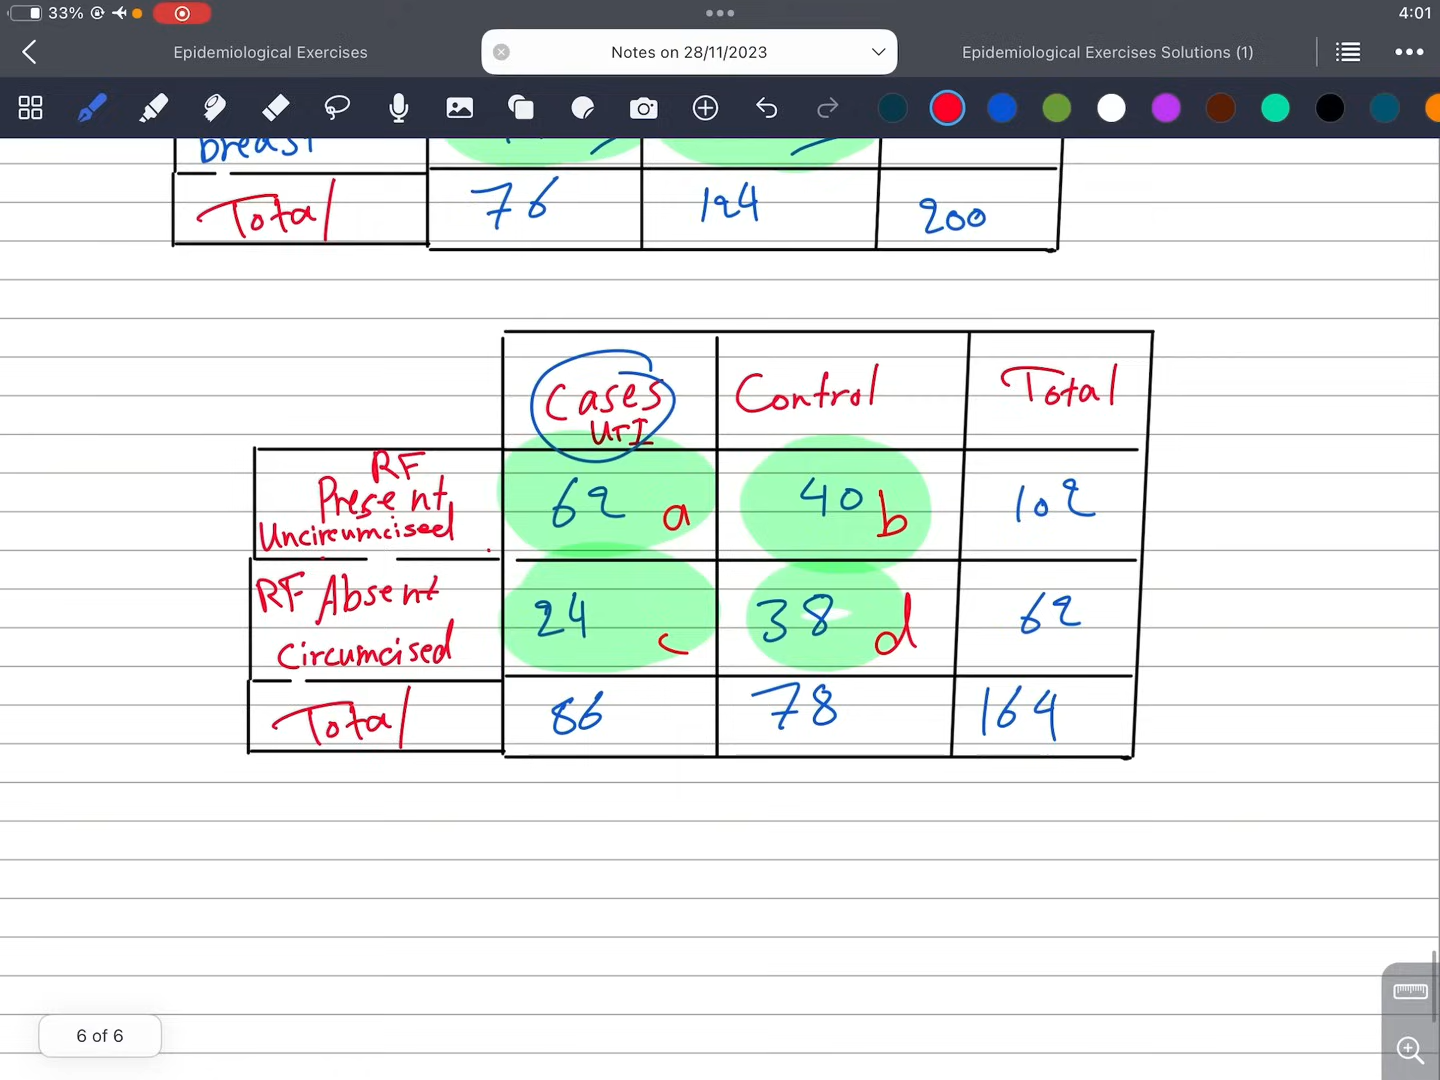 33%
4:01
Epidemiological Exercises
Notes on 28/11/2023
Epidemiological Exercises Solutions (1)
breast
Total 76 124 200
Cases Control Total
UTI
RF
Present
Uncircumcised
62 a 40 b 102
RF Absent
Circumcised
24 c 38 d 62
Total 86 78 164
6 of 6